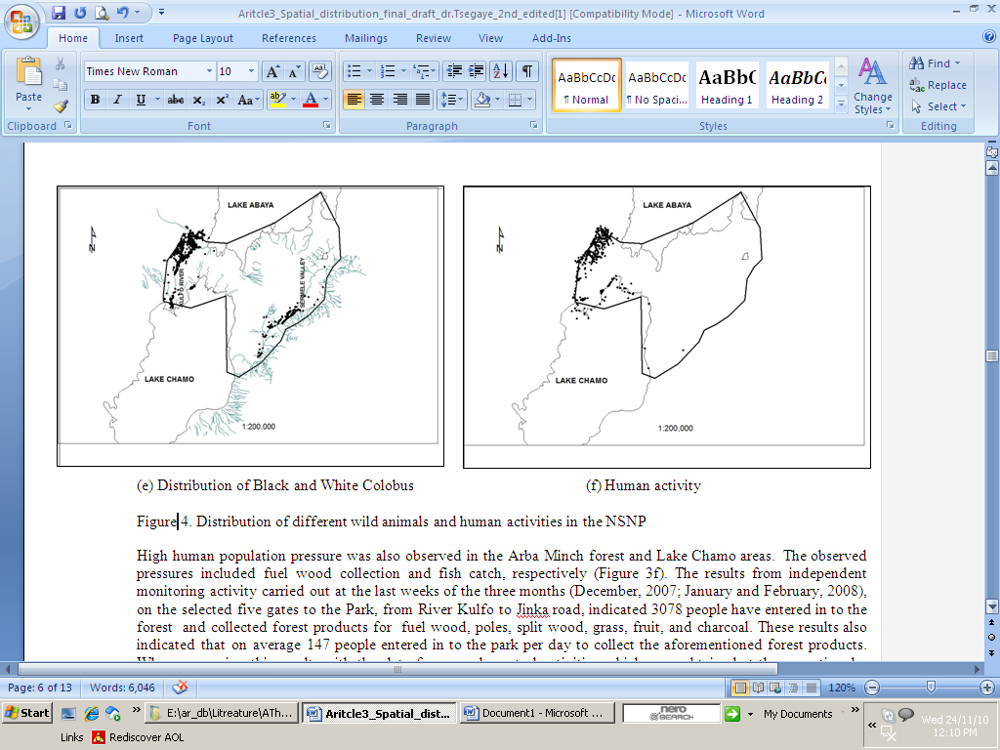 Aritcle3_Spatial_distribution_final_draft_dr.Tsegaye_2nd_edited[1] [Compatibility Mode] - Microsoft Word
Home Insert Page Layout References Mailings Review View Add-Ins
Paste
Clipboard
Times New Roman 10
B I U abc X₂ X² Aa
Font
Paragraph
AaBbCcDc AaBbCcDc AaBbC AaBbCc
¶ Normal ¶ No Spaci... Heading 1 Heading 2
Change Styles
Styles
Find
Replace
Select
Editing
LAKE ABAYA
N
KULFO RIVER
SERMELE VALLEY
LAKE CHAMO
1:200,000
LAKE ABAYA
N
LAKE CHAMO
1:200,000
(e) Distribution of Black and White Colobus (f) Human activity
Figure 4. Distribution of different wild animals and human activities in the NSNP
High human population pressure was also observed in the Arba Minch forest and Lake Chamo areas. The observed
pressures included fuel wood collection and fish catch, respectively (Figure 3f). The results from independent
monitoring activity carried out at the last weeks of the three months (December, 2007; January and February, 2008),
on the selected five gates to the Park, from River Kulfo to Jinka road, indicated 3078 people have entered in to the
forest and collected forest products for fuel wood, poles, split wood, grass, fruit, and charcoal. These results also
indicated that on average 147 people entered in to the park per day to collect the aforementioned forest products.
Page: 6 of 13 Words: 6,046 120%
Start E:\ar_db\Litreature\ATh... Aritcle3_Spatial_dist... Document1 - Microsoft ... nero SEARCH My Documents
Wed 24/11/10
12:10 PM
Links Rediscover AOL